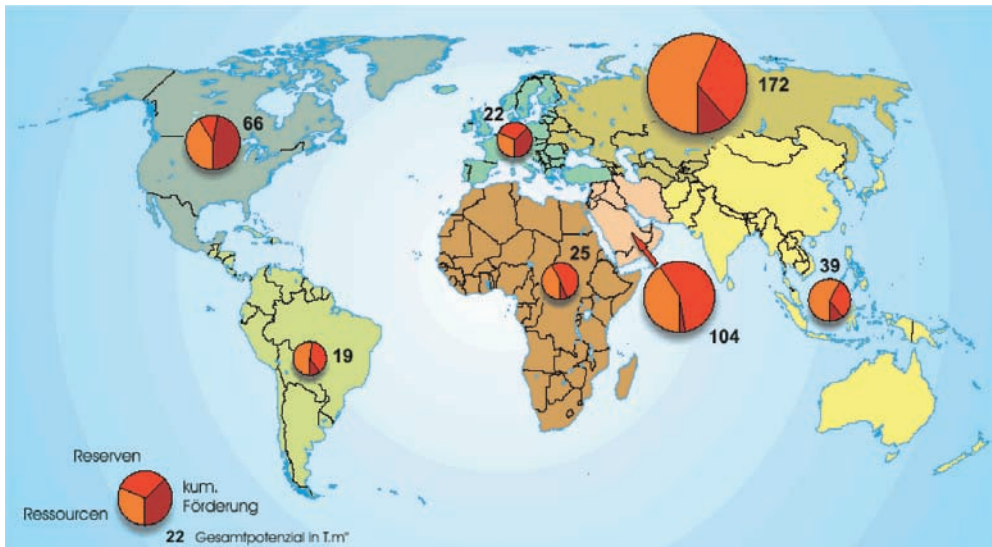 172
22
66
25
39
104
19
Reserven
kum.
Förderung
Ressourcen
22 Gesamtpotenzial in T.m³